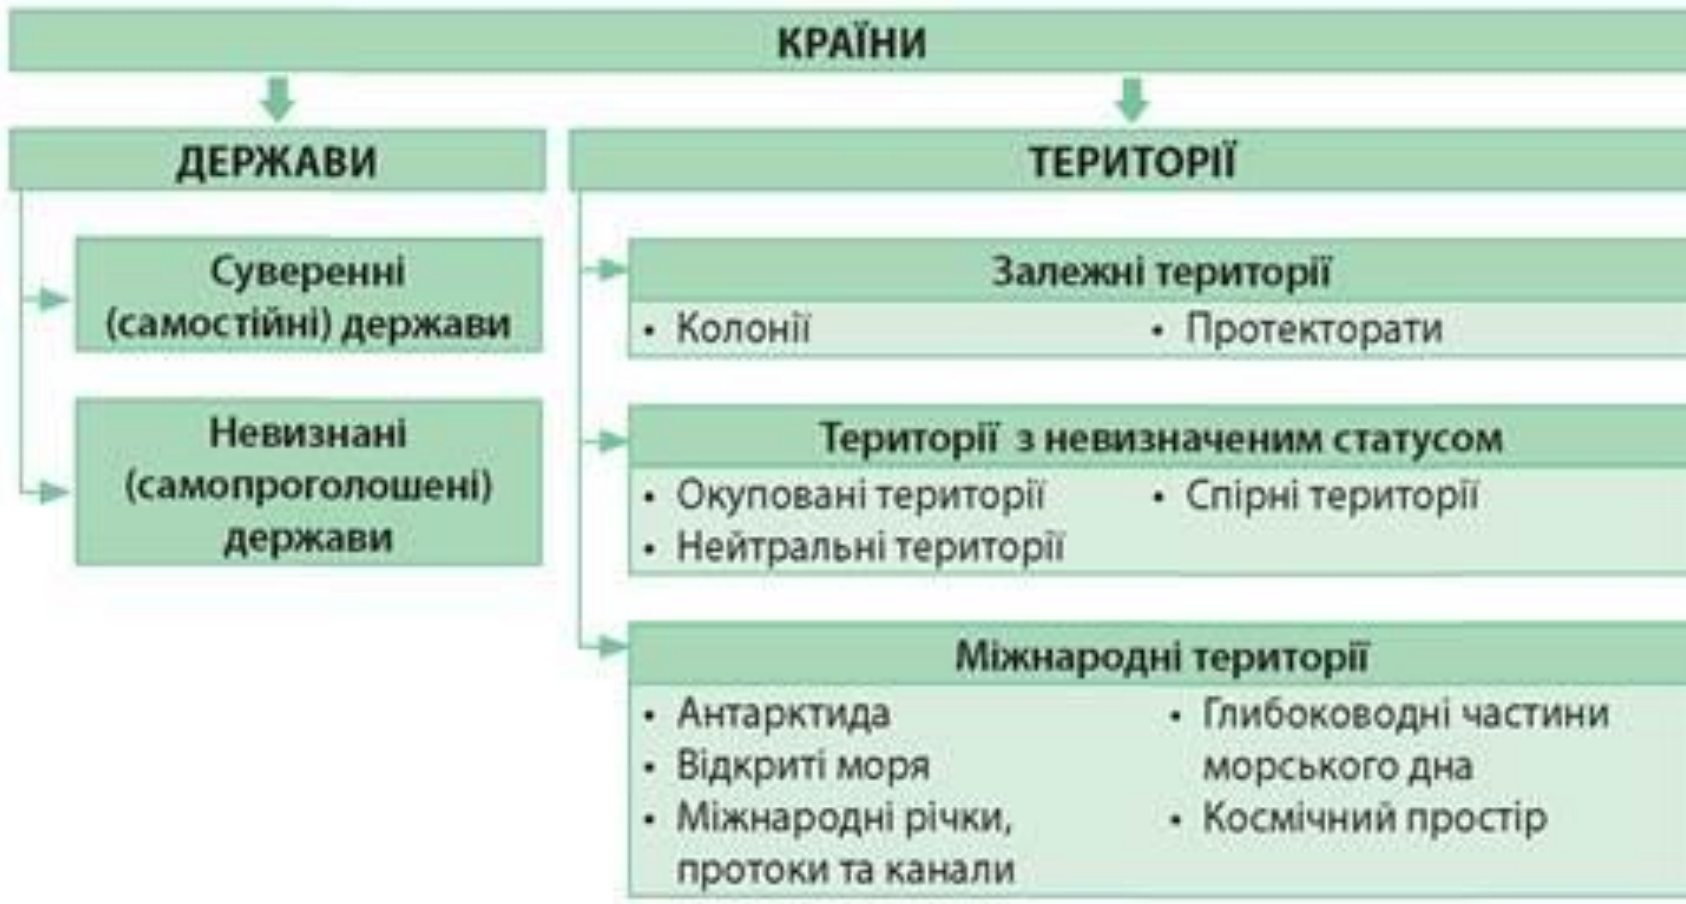 КРАЇНИ
ДЕРЖАВИ
Суверенні
(самостійні) держави
Невизнані
(самопроголошені)
держави
ТЕРИТОРІЇ
Залежні території
• Колонії
• Протекторати
Території з невизначеним статусом
• Окуповані території
• Нейтральні території
• Спірні території
Міжнародні території
• Антарктида
• Відкриті моря
• Міжнародні річки,
протоки та канали
• Глибоководні частини
морського дна
• Космічний простір